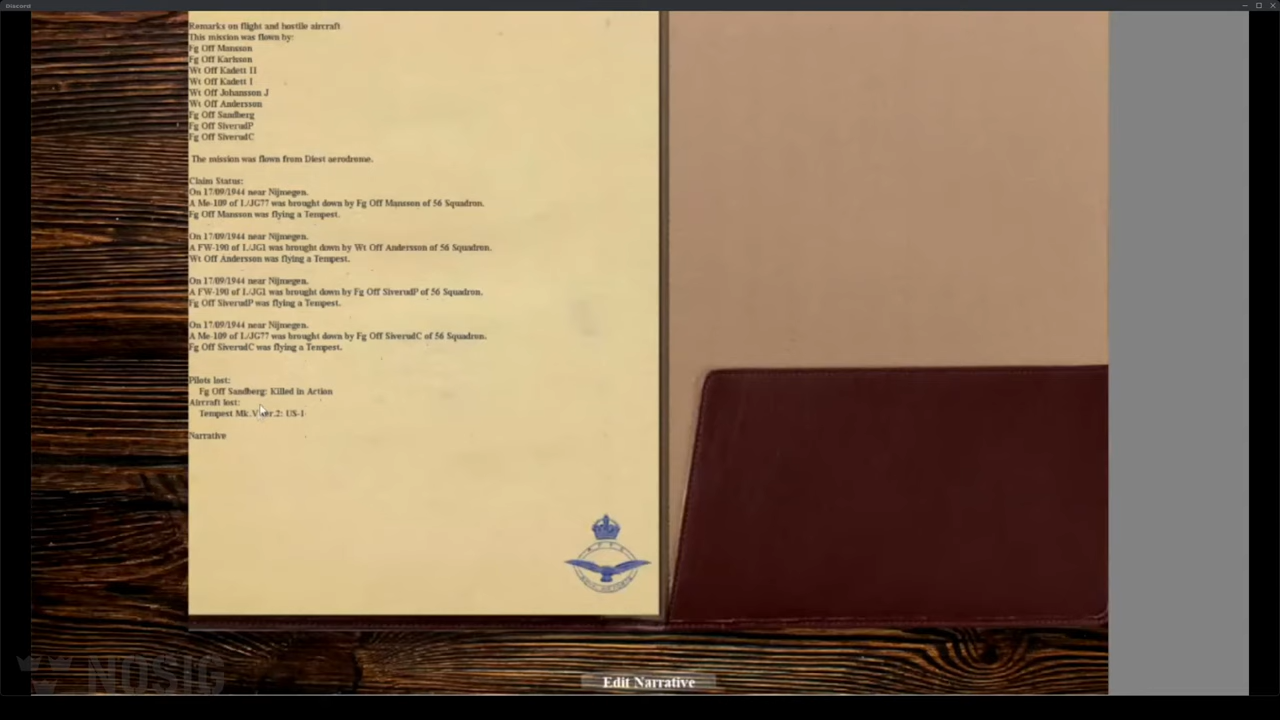 Discord
Remarks on flight and hostile aircraft
This mission was flown by:
Fg Off Mansson
Fg Off Karlsson
Wt Off Kadett II
Wt Off Kadett I
Wt Off Johansson J
Wt Off Andersson
Fg Off Sandberg
Fg Off SiverudP
Fg Off SiverudC
The mission was flown from Diest aerodrome.
Claim Status:
On 17/09/1944 near Nijmegen.
A Me-109 of I./JG77 was brought down by Fg Off Mansson of 56 Squadron.
Fg Off Mansson was flying a Tempest.
On 17/09/1944 near Nijmegen.
A FW-190 of I./JG1 was brought down by Wt Off Andersson of 56 Squadron.
Wt Off Andersson was flying a Tempest.
On 17/09/1944 near Nijmegen.
A FW-190 of I./JG1 was brought down by Fg Off SiverudP of 56 Squadron.
Fg Off SiverudP was flying a Tempest.
On 17/09/1944 near Nijmegen.
A Me-109 of I./JG77 was brought down by Fg Off SiverudC of 56 Squadron.
Fg Off SiverudC was flying a Tempest.
Pilots lost:
Fg Off Sandberg: Killed in Action
Aircraft lost:
Tempest Mk.V ser.2: US-I
Narrative
NOSIG
Edit Narrative